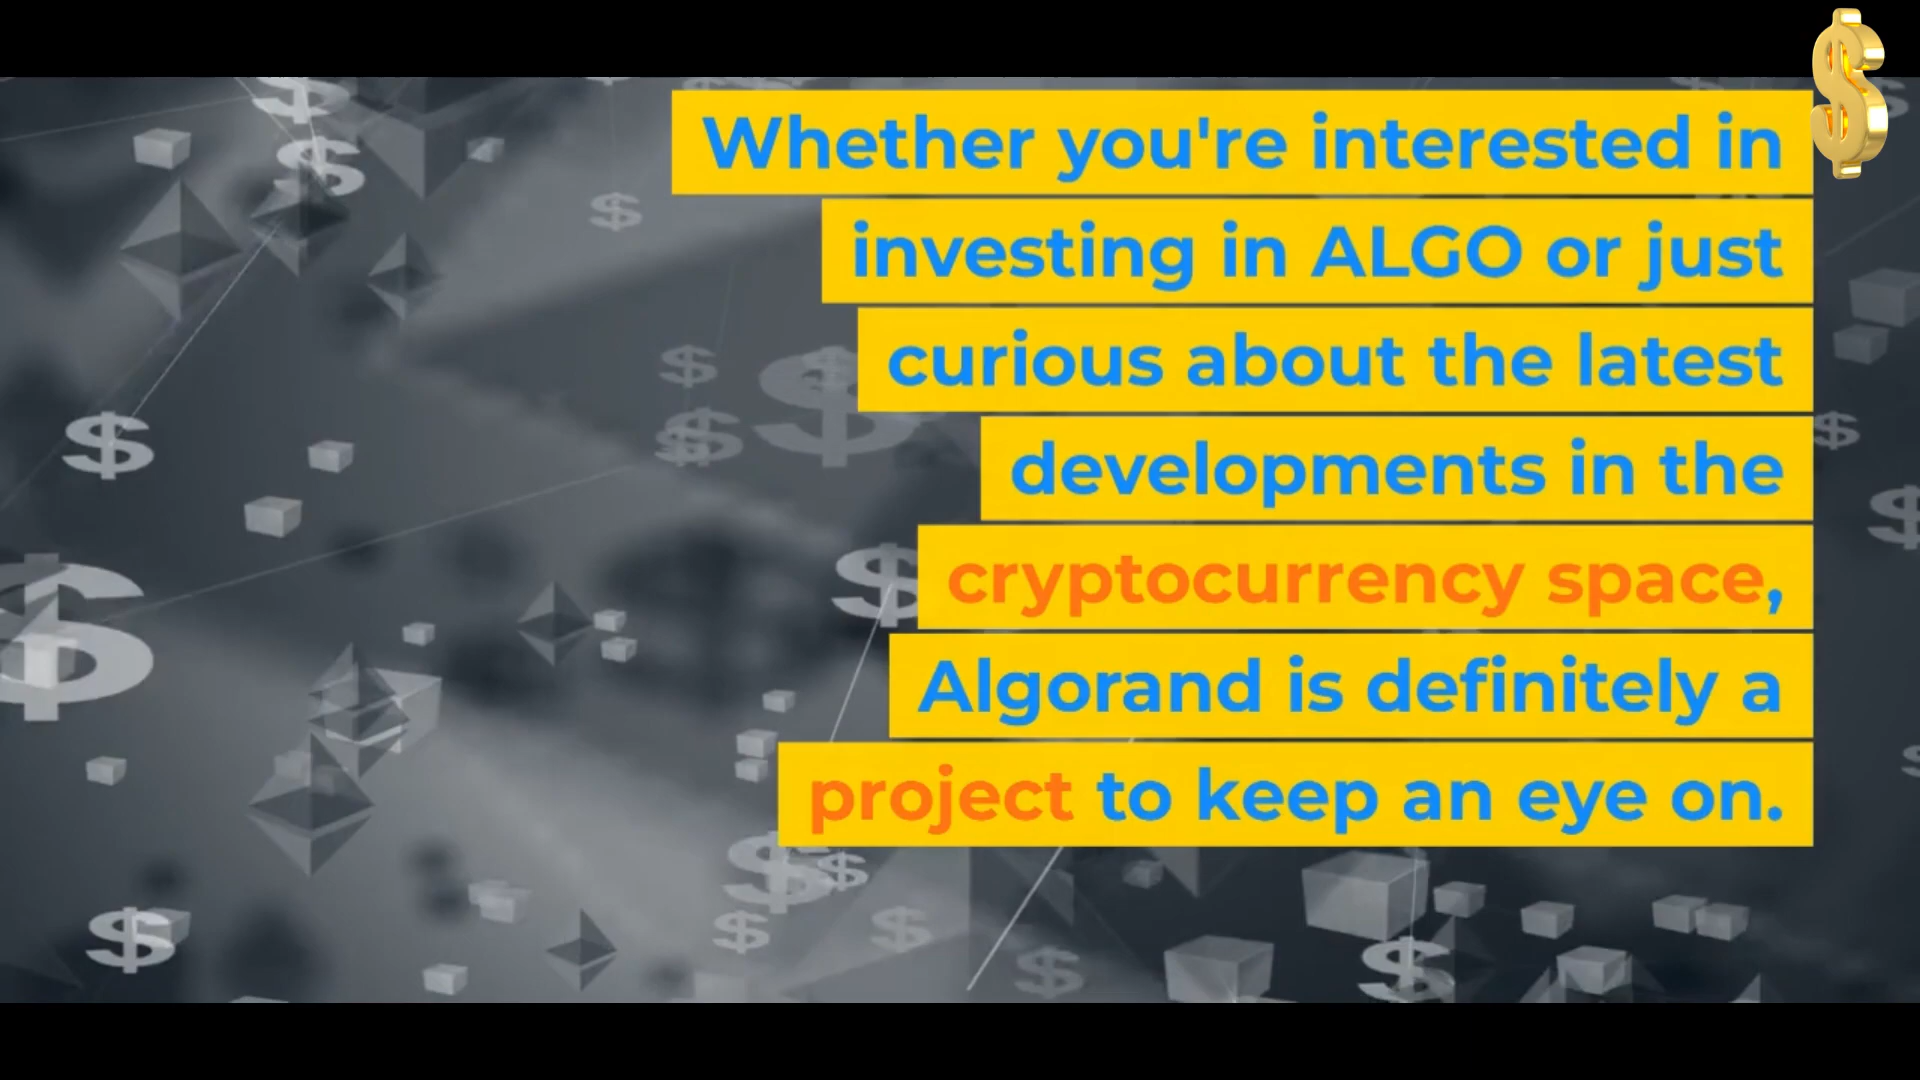 Whether you're interested in
investing in ALGO or just
curious about the latest
developments in the
cryptocurrency space,
Algorand is definitely a
project to keep an eye on.